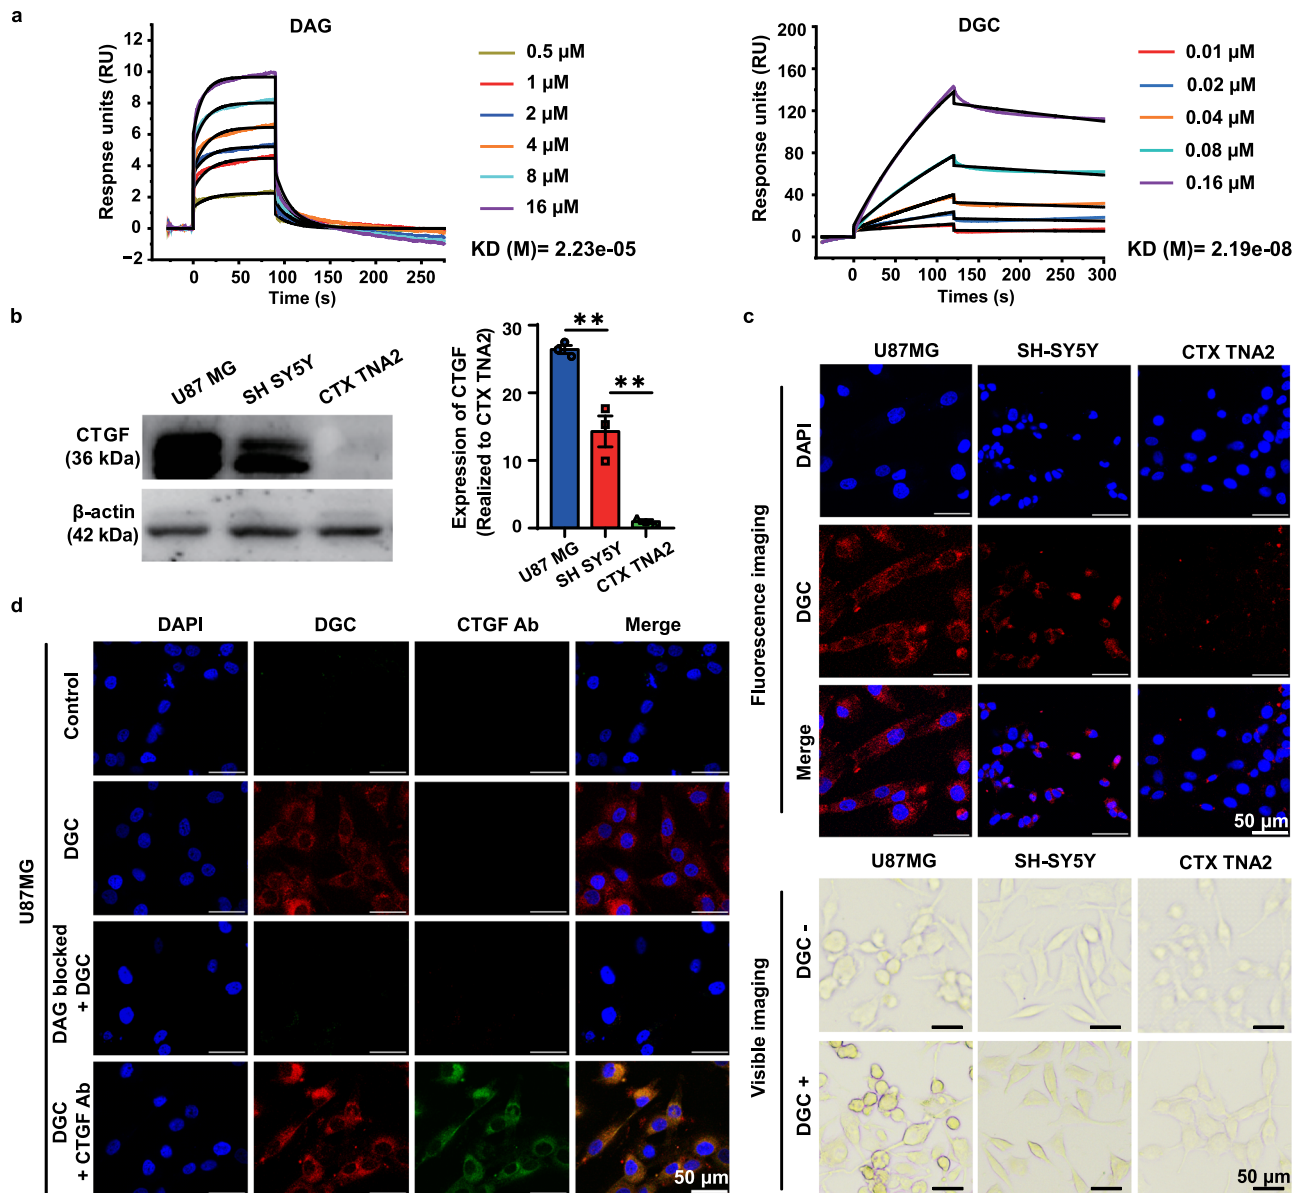 a
DAG
Respnse units (RU)
12
10
8
6
4
2
0
−2
0 50 100 150 200 250
Time (s)
0.5 µM
1 µM
2 µM
4 µM
8 µM
16 µM
KD (M)= 2.23e-05
DGC
Response units (RU)
200
160
120
80
40
0
0 50 100 150 200 250 300
Times (s)
0.01 µM
0.02 µM
0.04 µM
0.08 µM
0.16 µM
KD (M)= 2.19e-08
b
U87 MG SH SY5Y CTX TNA2
CTGF
(36 kDa)
β-actin
(42 kDa)
Expression of CTGF
(Realized to CTX TNA2)
30
20
10
0
** 
**
U87 MG SH SY5Y CTX TNA2
c
U87MG SH-SY5Y CTX TNA2
Fluorescence imaging
DAPI
DGC
Merge
50 µm
U87MG SH-SY5Y CTX TNA2
Visible imaging
DGC -
DGC +
50 µm
d
DAPI DGC CTGF Ab Merge
U87MG
Control
DGC
DAG blocked
+ DGC
DGC
+ CTGF Ab
50 µm